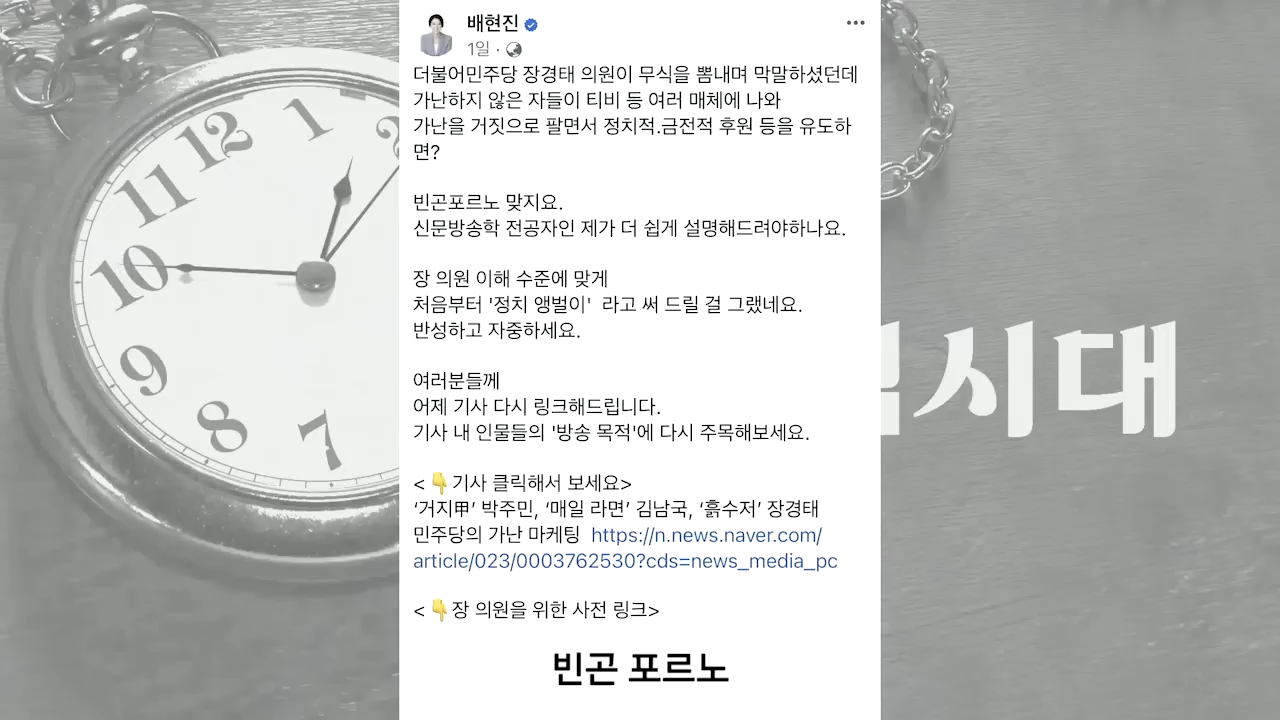 배현진
1일
더불어민주당 장경태 의원이 무식을 뽐내며 막말하셨던데
가난하지 않은 자들이 티비 등 여러 매체에 나와
가난을 거짓으로 팔면서 정치적.금전적 후원 등을 유도하
면?
빈곤포르노 맞지요.
신문방송학 전공자인 제가 더 쉽게 설명해드려야하나요.
장 의원 이해 수준에 맞게
처음부터 '정치 앵벌이' 라고 써 드릴 걸 그랬네요.
반성하고 자중하세요.
여러분들께
어제 기사 다시 링크해드립니다.
기사 내 인물들의 '방송 목적'에 다시 주목해보세요.
<👇기사 클릭해서 보세요>
‘거지甲’ 박주민, ‘매일 라면’ 김남국, ‘흙수저’ 장경태
민주당의 가난 마케팅 https://n.news.naver.com/
article/023/0003762530?cds=news_media_pc
<👇장 의원을 위한 사전 링크>
빈곤 포르노
12
1
2
11
10
9
8
7
시대